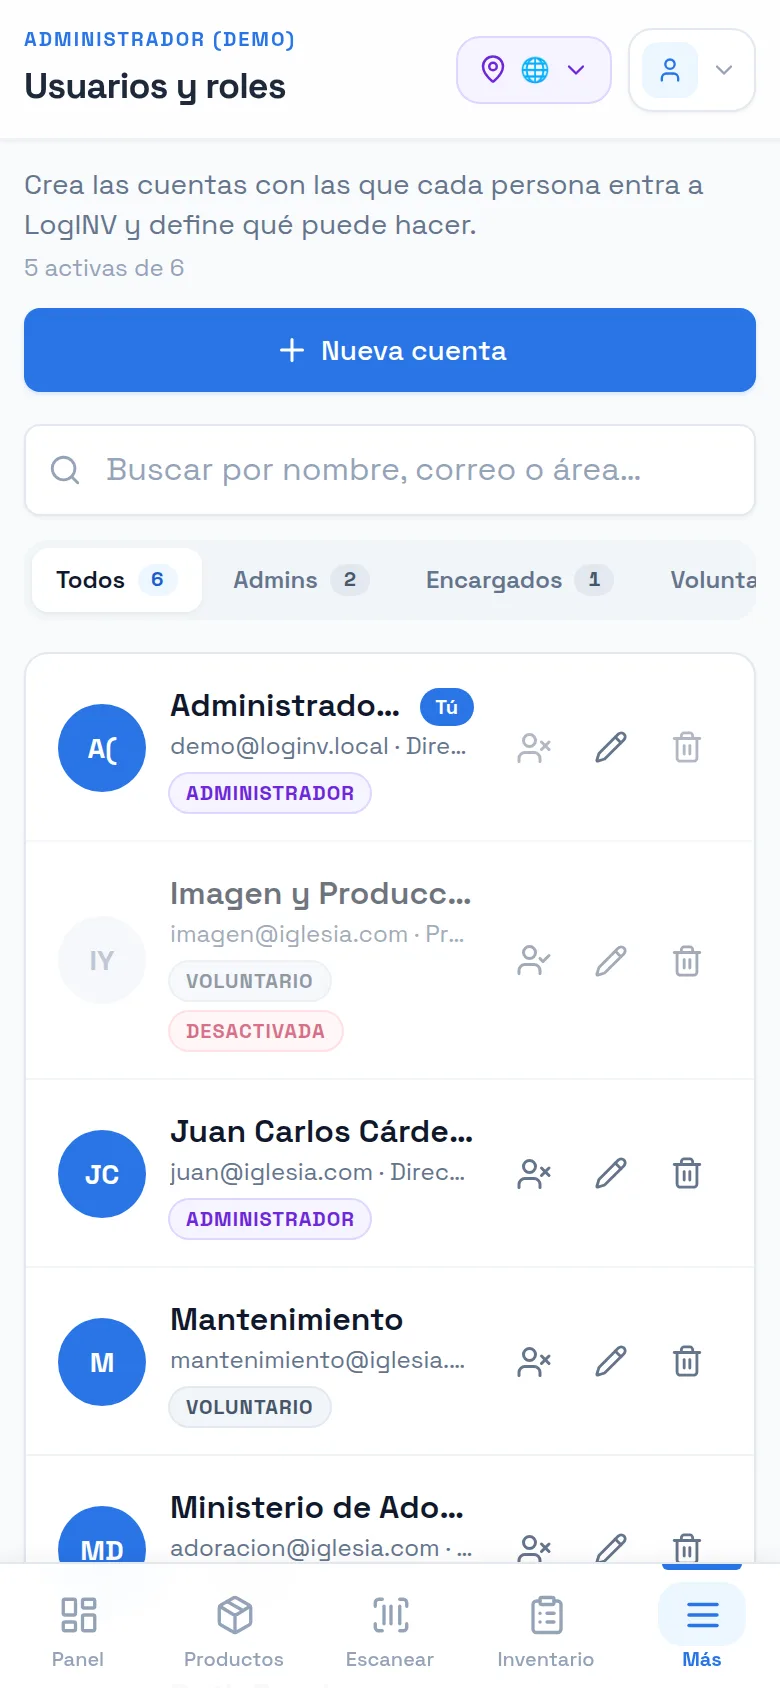 ADMINISTRADOR (DEMO)
Usuarios y roles
Crea las cuentas con las que cada persona entra a
LogINV y define qué puede hacer.
5 activas de 6
Nueva cuenta
Buscar por nombre, correo o área...
Todos 6 Admins 2 Encargados 1 Volunta
A( Administrado... Tú
demo@loginv.local · Dire...
ADMINISTRADOR
IY Imagen y Producc...
imagen@iglesia.com · Pr...
VOLUNTARIO
DESACTIVADA
JC Juan Carlos Cárde...
juan@iglesia.com · Direc...
ADMINISTRADOR
M Mantenimiento
mantenimiento@iglesia....
VOLUNTARIO
MD Ministerio de Ado...
adoracion@iglesia.com · ...
Panel Productos Escanear Inventario Más